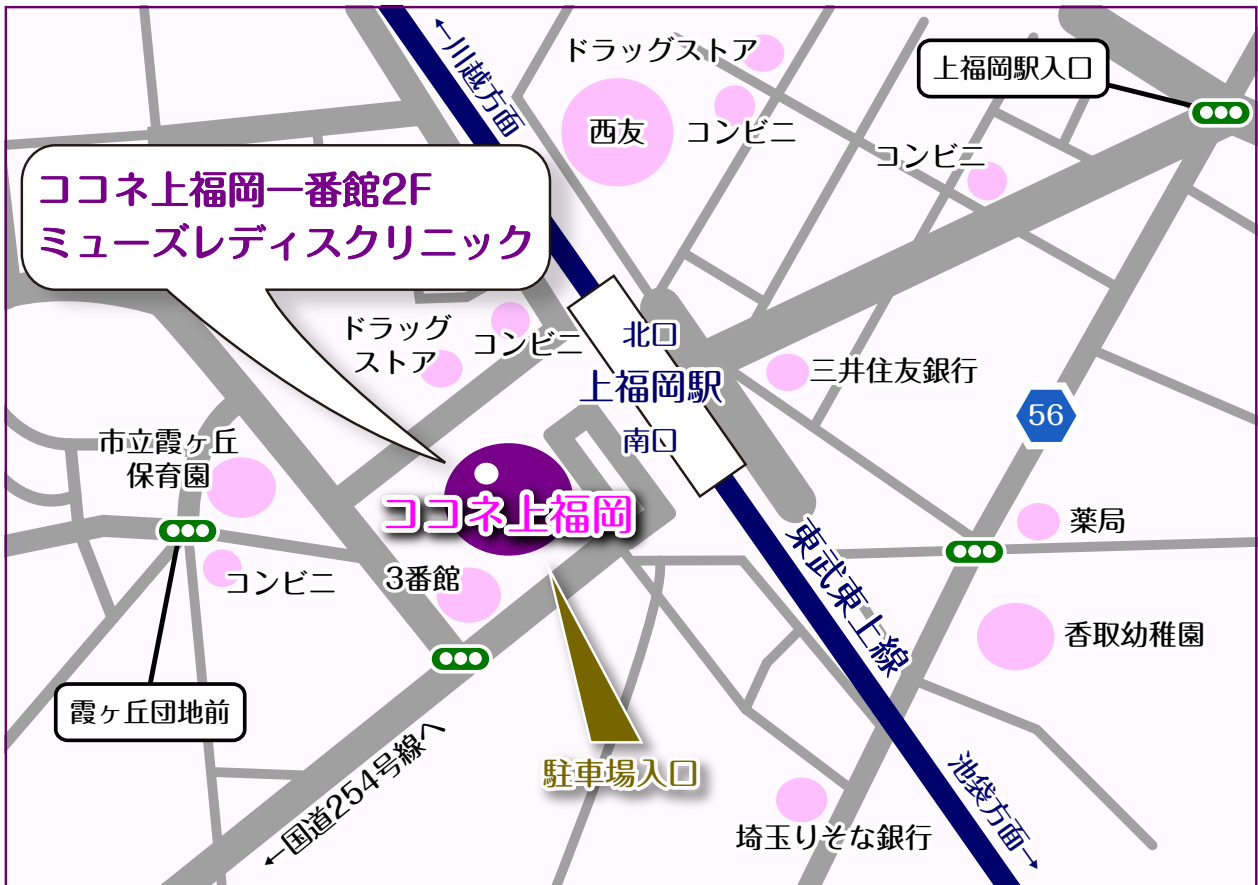 ←川越方面
ドラッグストア
上福岡駅入口
西友
コンビニ
コンビニ
ココネ上福岡一番館2F
ミューズレディスクリニック
ドラッグ
ストア
コンビニ
北口
上福岡駅
南口
三井住友銀行
56
市立霞ヶ丘
保育園
ココネ上福岡
薬局
コンビニ
3番館
東武東上線
香取幼稚園
霞ヶ丘団地前
←国道254号線へ
駐車場入口
池袋方面→
埼玉りそな銀行